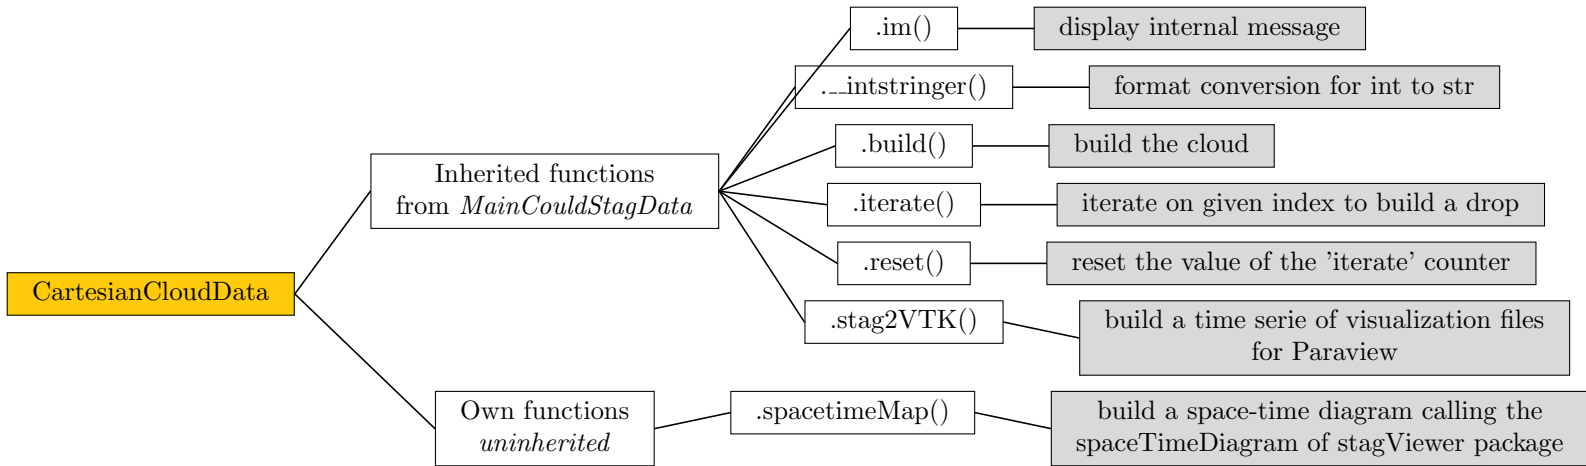 .im()
display internal message
.__intstringer()
format conversion for int to str
.build()
build the cloud
Inherited functions
from MainCouldStagData
.iterate()
iterate on given index to build a drop
.reset()
reset the value of the 'iterate' counter
CartesianCloudData
.stag2VTK()
build a time serie of visualization files
for Paraview
Own functions
uninherited
.spacetimeMap()
build a space-time diagram calling the
spaceTimeDiagram of stagViewer package